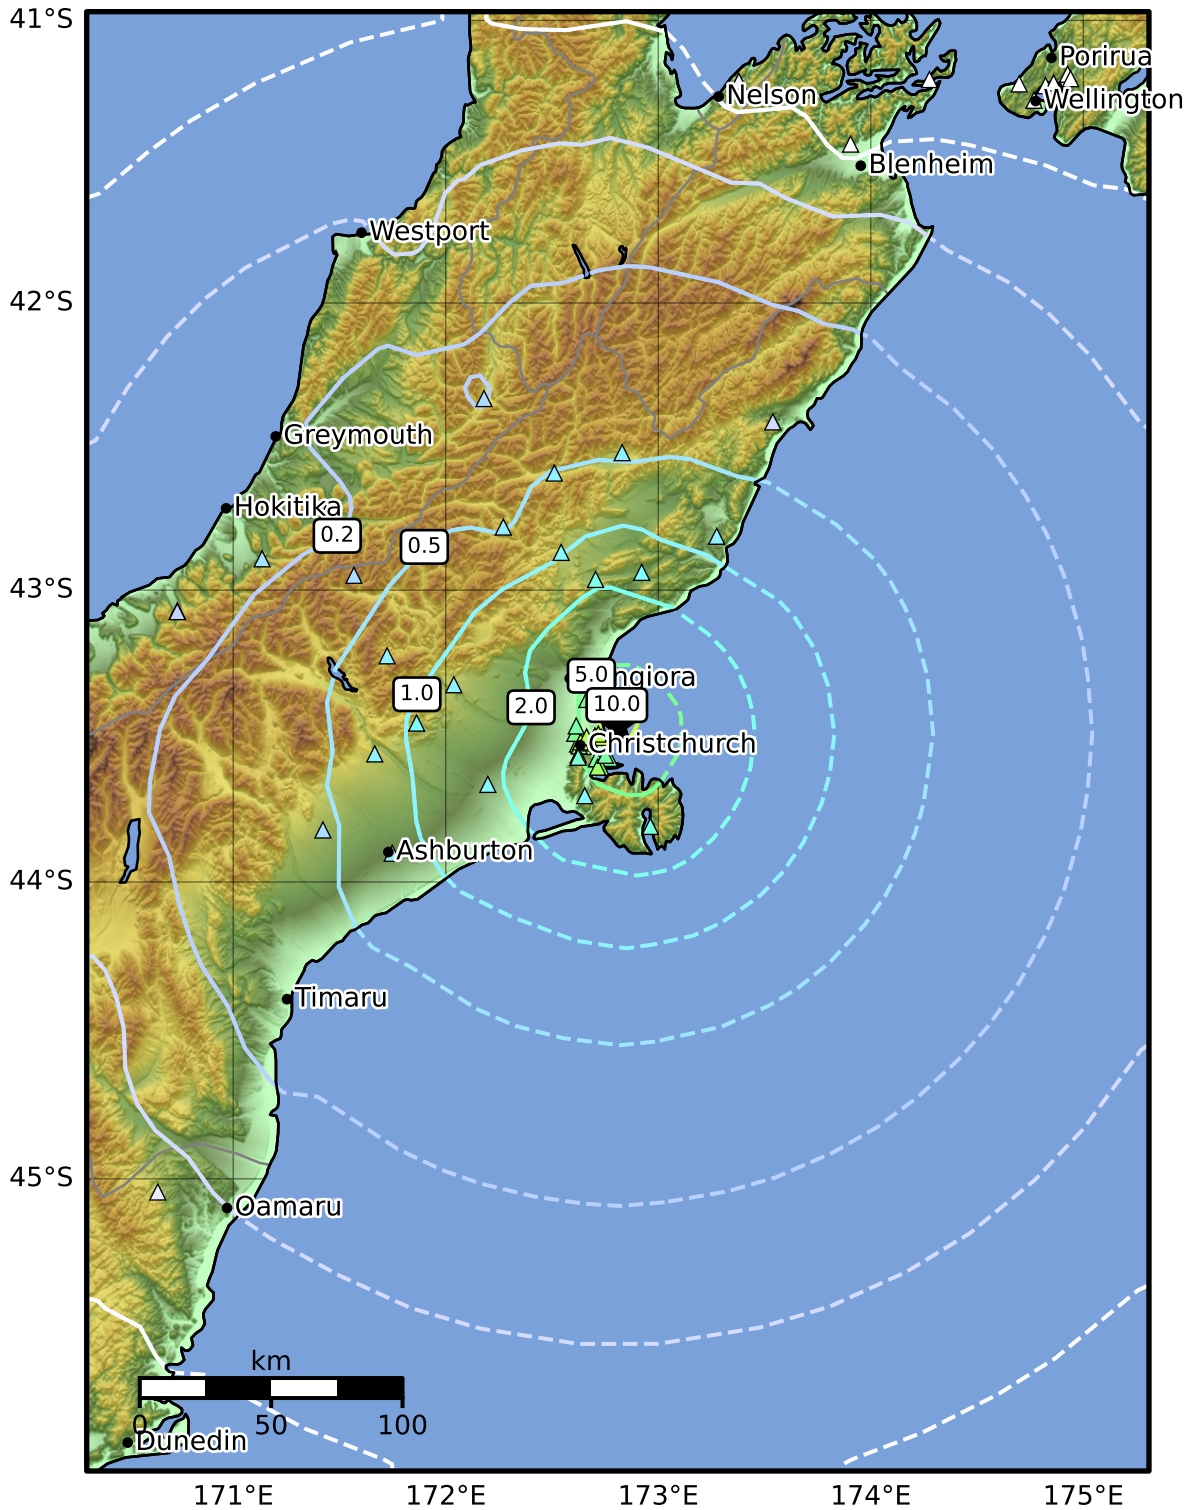 41°S
Porirua
Nelson
Wellington
Blenheim
Westport
42°S
Greymouth
Hokitika
0.2
0.5
43°S
5.0
ngiora
1.0
2.0
10.0
Christchurch
Ashburton
44°S
Timaru
45°S
Oamaru
km
0 50 100
Dunedin
171°E 172°E 173°E 174°E 175°E